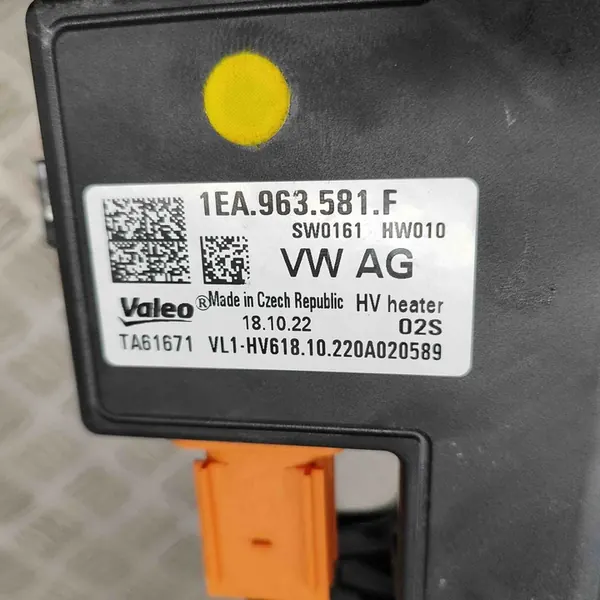 1EA.963.581.F
SW0161 HW010
VW AG
Valeo ® Made in Czech Republic HV heater
18.10.22 02S
TA61671 VL1-HV618.10.220A020589